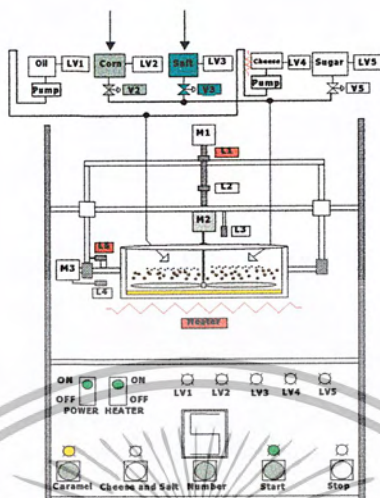 Oil LV1 Corn LV2 Salt LV3 Cheese LV4 Sugar LV5
Pump V2 V3 Pump V5
M1
L1
L2
M2
L3
M3
L4
Heater
ON ON
OFF OFF
POWER HEATER
LV1 LV2 LV3 LV4 LV5
Caramel Cheese and Salt Number Start Stop